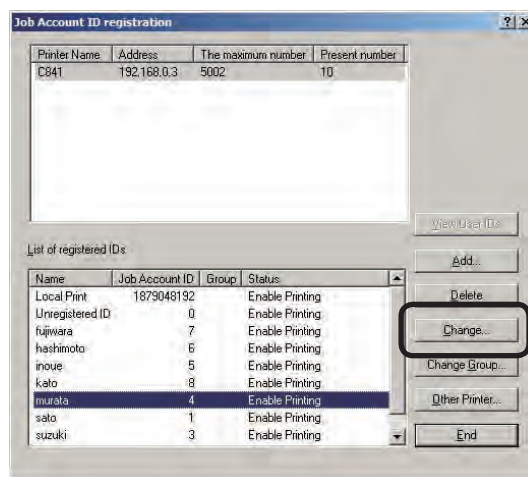 Job Account ID registration
Printer Name Address The maximum number Present number
C841 192.168.0.3 5002 10
View User IDs
List of registered IDs
Add...
Name Job Account ID Group Status
Local Print 1879048192 Enable Printing
Delete
Unregistered ID 0 Enable Printing
fujiwara 7 Enable Printing
Change...
hashimoto 6 Enable Printing
inoue 5 Enable Printing
Change Group...
kato 8 Enable Printing
murata 4 Enable Printing
Other Printer...
sato 1 Enable Printing
suzuki 3 Enable Printing
End